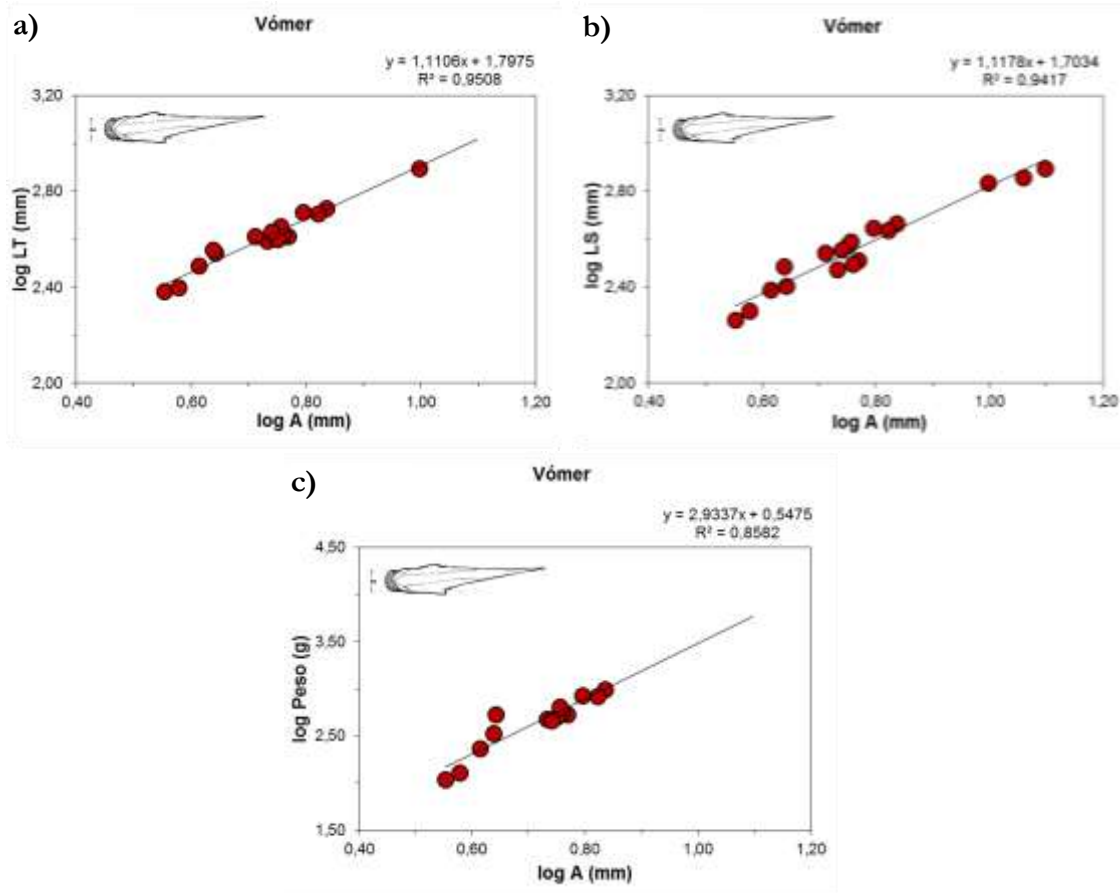 a)
Vómer
y = 1,1106x + 1,7975
R² = 0,9508
3,20
2,80
2,40
2,00
log LT (mm)
0,40 0,60 0,80 1,00 1,20
log A (mm)
b)
Vómer
y = 1,1178x + 1,7034
R² = 0,9417
3,20
2,80
2,40
2,00
log LS (mm)
0,40 0,60 0,80 1,00 1,20
log A (mm)
c)
Vómer
y = 2,9337x + 0,5475
R² = 0,8582
4,50
3,50
2,50
1,50
log Peso (g)
0,40 0,60 0,80 1,00 1,20
log A (mm)